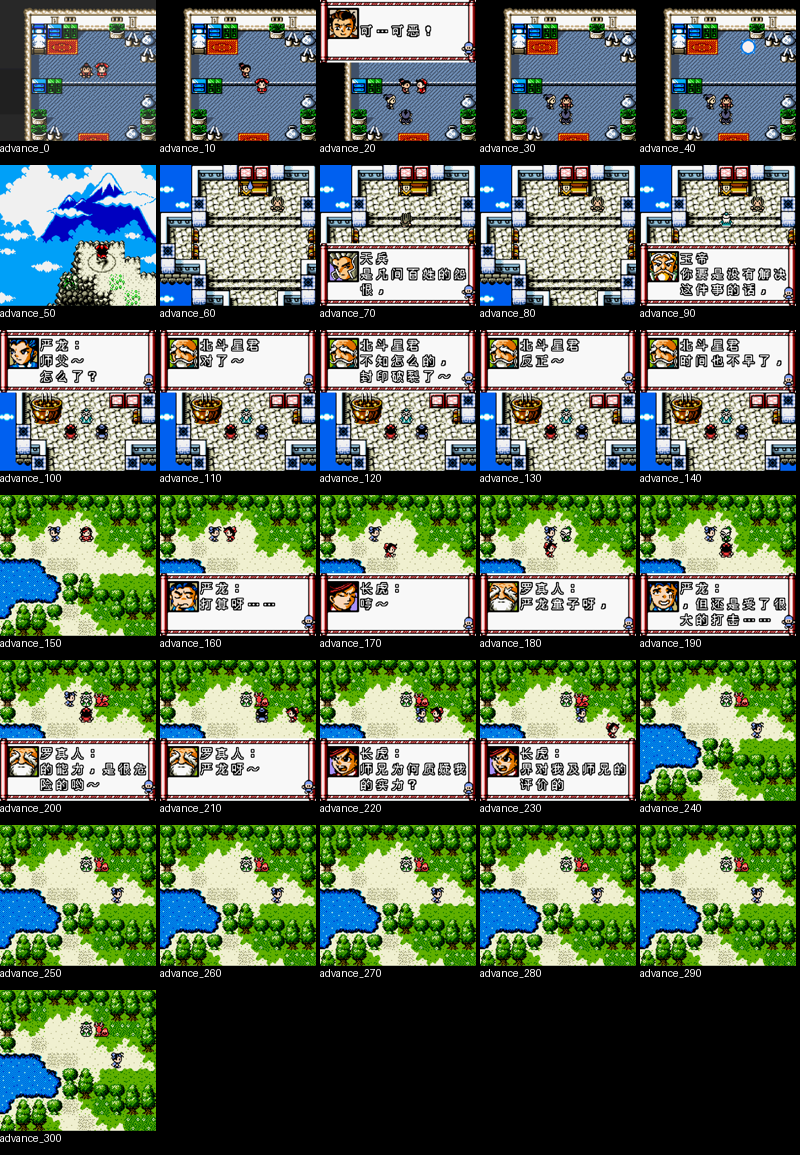 可一可恶！
advance_0
advance_10
advance_20
advance_30
advance_40
天兵
是凡间百姓的怨
恨，
玉帝
你要是没有解决
这件事的话，
advance_50
advance_60
advance_70
advance_80
advance_90
严龙：
师父～
怎么了？
北斗星君
对了～
北斗星君
不知怎么的，
封印破裂了～
北斗星君
反正～
北斗星君
时间也不早了，
advance_100
advance_110
advance_120
advance_130
advance_140
严龙：
打算呀……
长虎：
哼～
罗真人：
严龙童子呀，
严龙：
，但还是受了很
大的打击……
advance_150
advance_160
advance_170
advance_180
advance_190
罗真人：
的能力，是很危
险的哟～
罗真人：
严龙呀～
长虎：
师兄为何质疑我
的实力？
长虎：
并对我及师兄的
评价的
advance_200
advance_210
advance_220
advance_230
advance_240
advance_250
advance_260
advance_270
advance_280
advance_290
advance_300